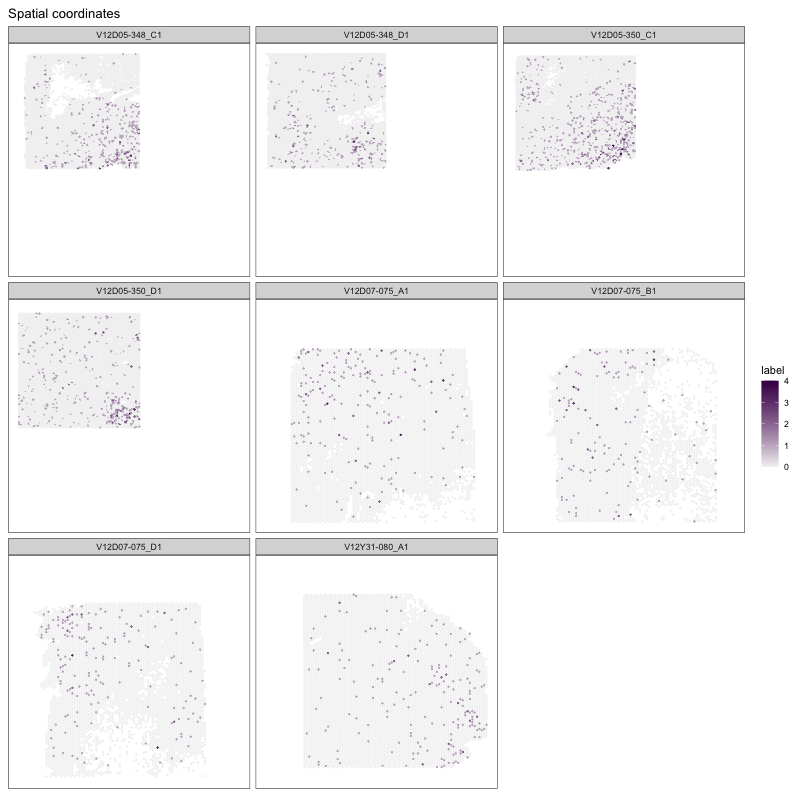 Spatial coordinates
V12D05-348_C1
V12D05-348_D1
V12D05-350_C1
V12D05-350_D1
V12D07-075_A1
V12D07-075_B1
label
4
3
2
1
0
V12D07-075_D1
V12Y31-080_A1